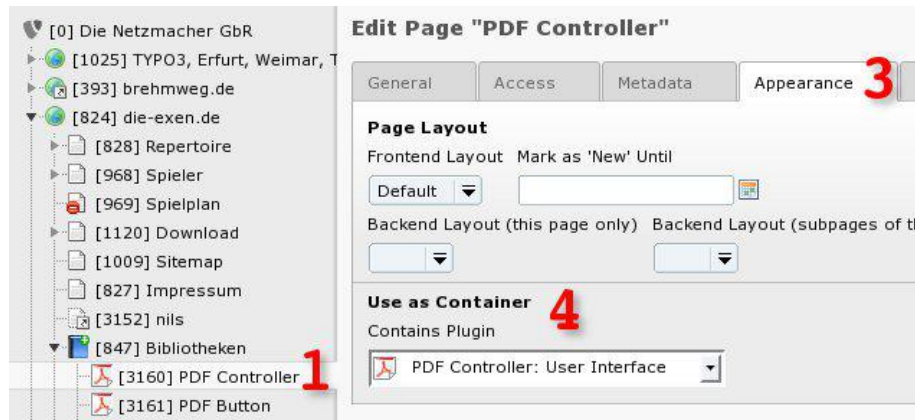 [0] Die Netzmacher GbR
[1025] TYPO3, Erfurt, Weimar, T
[393] brehmweg.de
[824] die-exen.de
[828] Repertoire
[968] Spieler
[969] Spielplan
[1120] Download
[1009] Sitemap
[827] Impressum
[3152] nils
[847] Bibliotheken
[3160] PDF Controller 1
[3161] PDF Button
Edit Page "PDF Controller"
General Access Metadata Appearance 3
Page Layout
Frontend Layout Mark as 'New' Until
Default
Backend Layout (this page only) Backend Layout (subpages of th
Use as Container 4
Contains Plugin
PDF Controller: User Interface